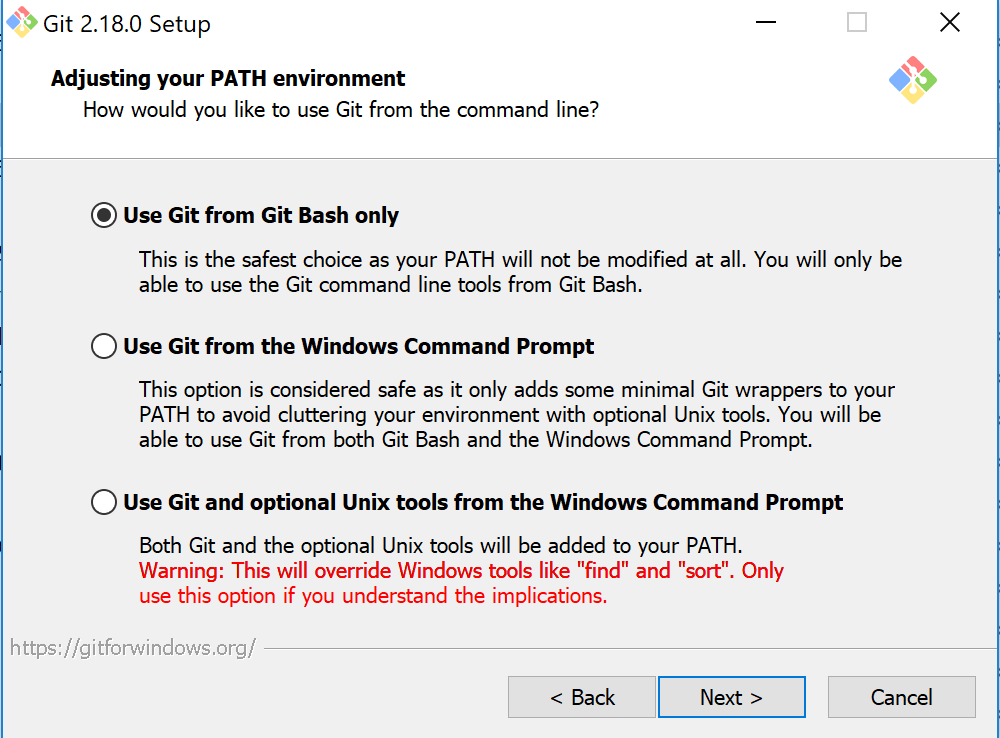 Git 2.18.0 Setup
Adjusting your PATH environment
How would you like to use Git from the command line?
Use Git from Git Bash only
This is the safest choice as your PATH will not be modified at all. You will only be
able to use the Git command line tools from Git Bash.
Use Git from the Windows Command Prompt
This option is considered safe as it only adds some minimal Git wrappers to your
PATH to avoid cluttering your environment with optional Unix tools. You will be
able to use Git from both Git Bash and the Windows Command Prompt.
Use Git and optional Unix tools from the Windows Command Prompt
Both Git and the optional Unix tools will be added to your PATH.
Warning: This will override Windows tools like "find" and "sort". Only
use this option if you understand the implications.
https://gitforwindows.org/
< Back
Next >
Cancel